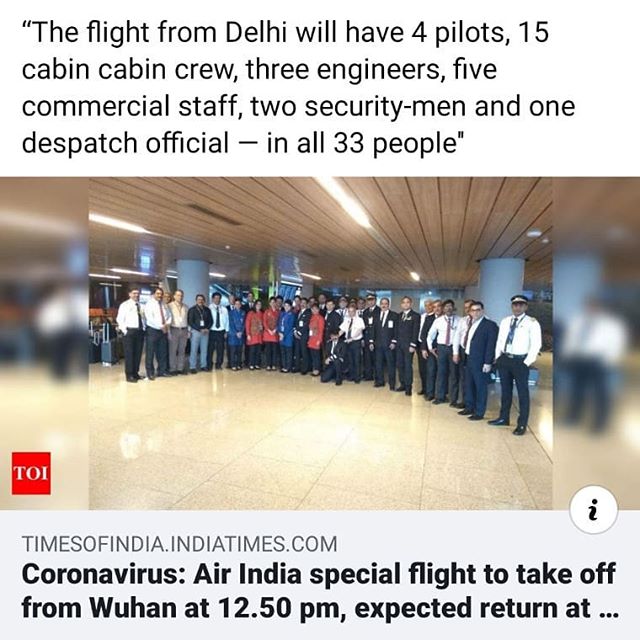 “The flight from Delhi will have 4 pilots, 15
cabin cabin crew, three engineers, five
commercial staff, two security-men and one
despatch official — in all 33 people"
TOI
i
TIMESOFINDIA.INDIATIMES.COM
Coronavirus: Air India special flight to take off
from Wuhan at 12.50 pm, expected return at ...